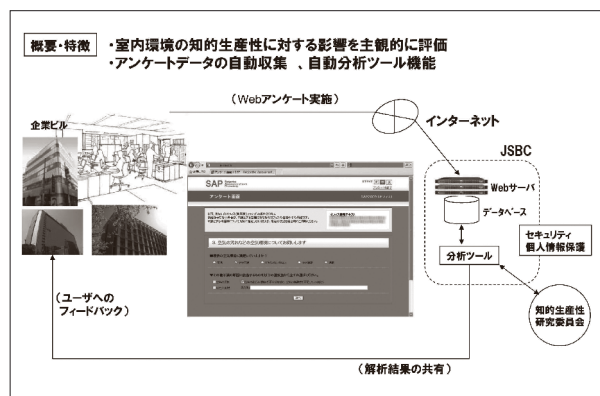 概要・特徴
・室内環境の知的生産性に対する影響を主観的に評価
・アンケートデータの自動収集 、自動分析ツール機能
（Webアンケート実施）
企業ビル
インターネット
JSBC
Webサーバ
データベース
セキュリティ
個人情報保護
分析ツール
知的生産性
研究委員会
SAP
アンケート画面
（ユーザへの
フィードバック）
（解析結果の共有）